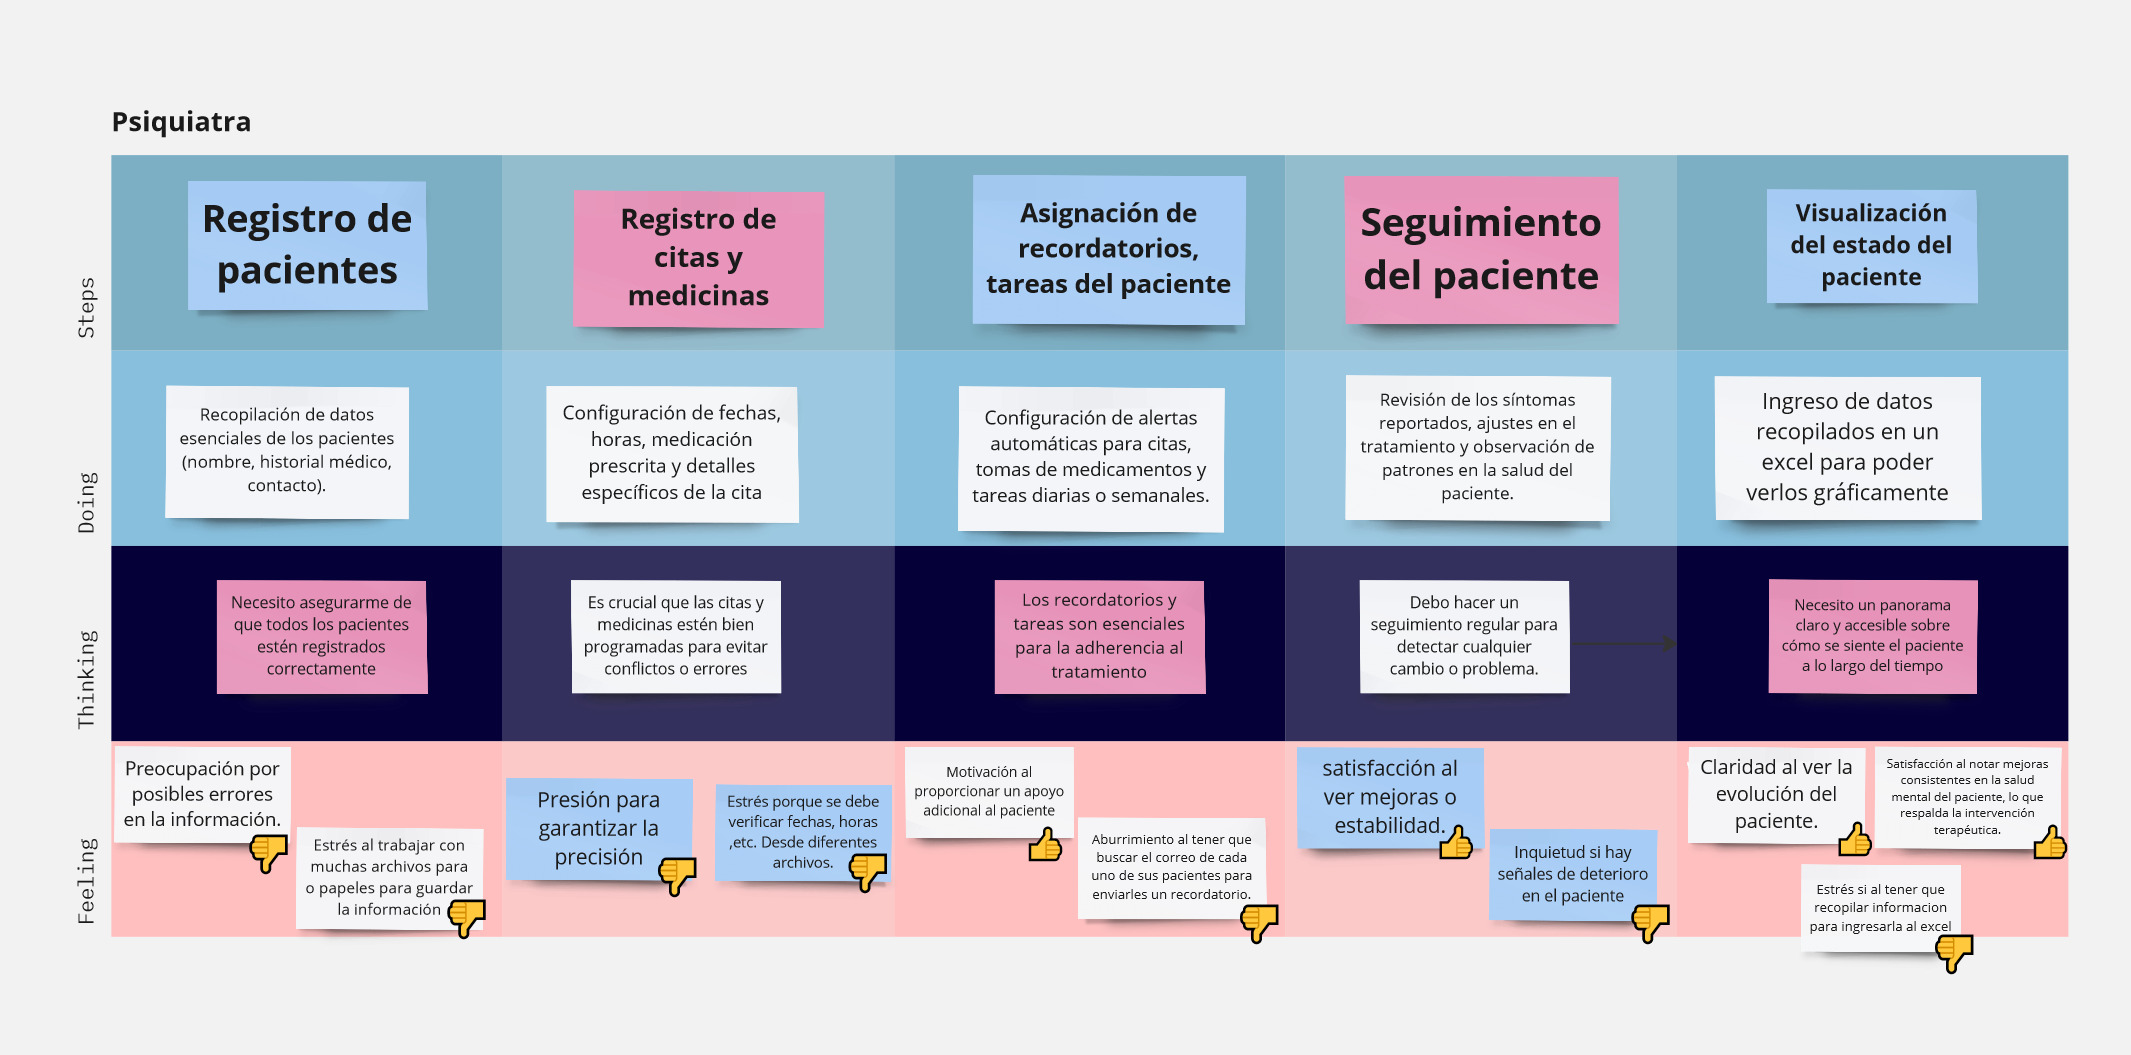 Psiquiatra
Steps
Registro de
pacientes
Registro de
citas y
medicinas
Asignación de
recordatorios,
tareas del paciente
Seguimiento
del paciente
Visualización
del estado del
paciente
Doing
Recopilación de datos
esenciales de los pacientes
(nombre, historial médico,
contacto).
Configuración de fechas,
horas, medicación
prescrita y detalles
específicos de la cita
Configuración de alertas
automáticas para citas,
tomas de medicamentos y
tareas diarias o semanales.
Revisión de los síntomas
reportados, ajustes en el
tratamiento y observación de
patrones en la salud del
paciente.
Ingreso de datos
recopilados en un
excel para poder
verlos gráficamente
Thinking
Necesito asegurarme de
que todos los pacientes
estén registrados
correctamente
Es crucial que las citas y
medicinas estén bien
programadas para evitar
conflictos o errores
Los recordatorios y
tareas son esenciales
para la adherencia al
tratamiento
Debo hacer un
seguimiento regular para
detectar cualquier
cambio o problema.
Necesito un panorama
claro y accesible sobre
cómo se siente el paciente
a lo largo del tiempo
Feeling
Preocupación por
posibles errores
en la información.
Estrés al trabajar con
muchas archivos para
o papeles para guardar
la información
Presión para
garantizar la
precisión
Estrés porque se debe
verificar fechas, horas
,etc. Desde diferentes
archivos.
Motivación al
proporcionar un apoyo
adicional al paciente
Aburrimiento al tener que
buscar el correo de cada
uno de sus pacientes para
enviarles un recordatorio.
satisfacción al
ver mejoras o
estabilidad.
Inquietud si hay
señales de deterioro
en el paciente
Claridad al ver la
evolución del
paciente.
Satisfacción al notar mejoras
consistentes en la salud
mental del paciente, lo que
respalda la intervención
terapéutica.
Estrés si al tener que
recopilar informacion
para ingresarla al excel